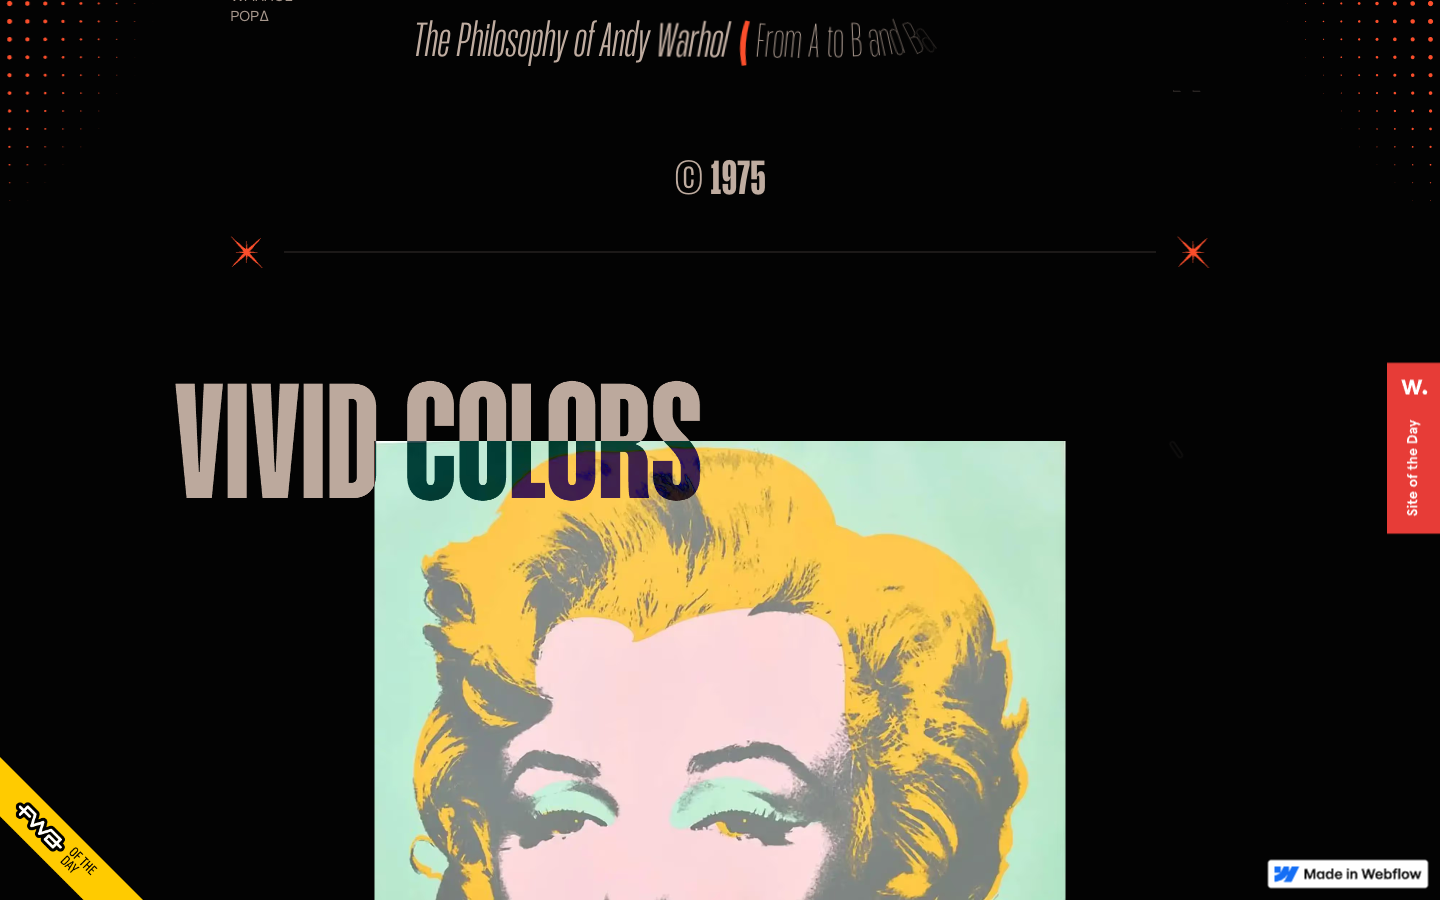 POPΔ
The Philosophy of Andy Warhol ( From A to B and Ba
© 1975
VIVID COLORS
W.
Site of the Day
FWA
OF THE
DAY
Made in Webflow